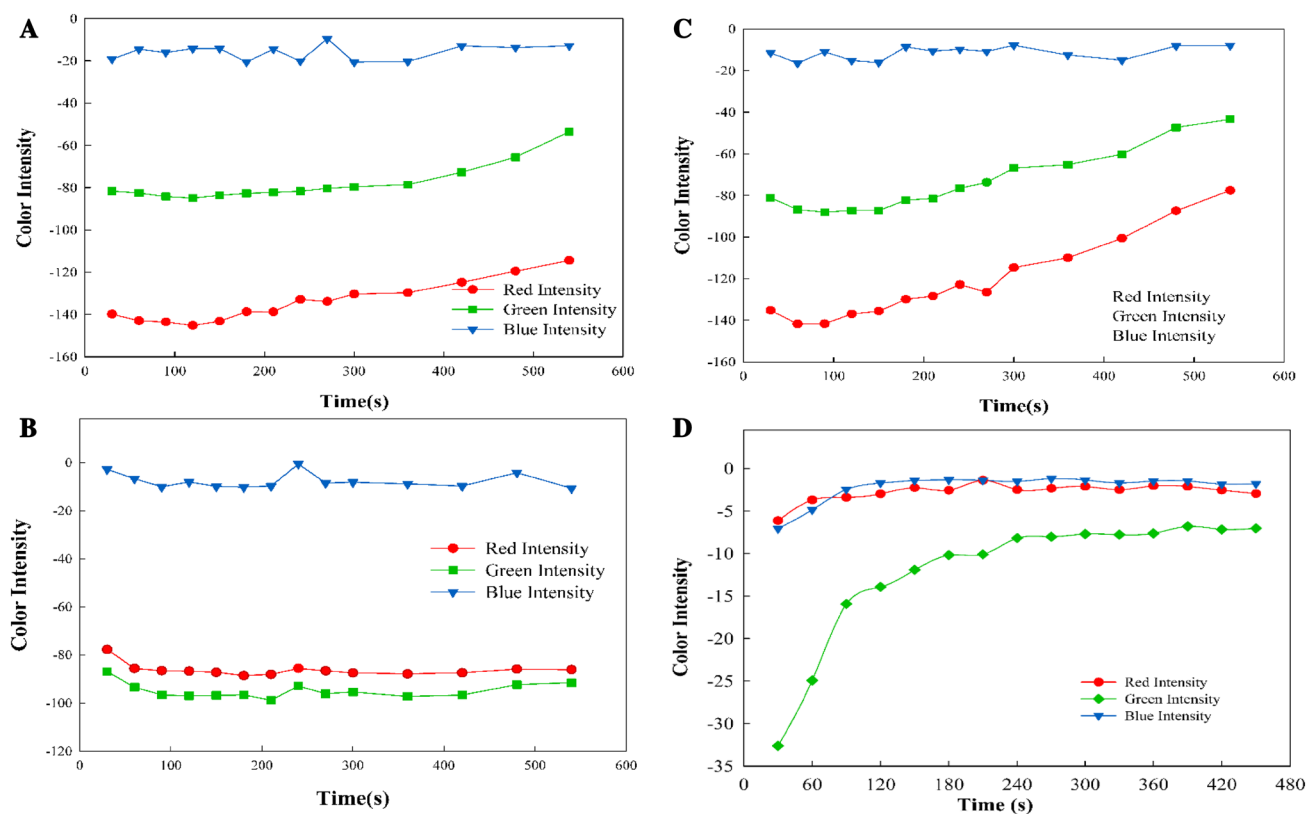 A
0
-20
-40
-60
-80
-100
-120
-140
-160
Color Intensity
Red Intensity
Green Intensity
Blue Intensity
0 100 200 300 400 500 600
Time(s)
C
0
-20
-40
-60
-80
-100
-120
-140
-160
Color Intensity
Red Intensity
Green Intensity
Blue Intensity
0 100 200 300 400 500 600
Time(s)
B
0
-20
-40
-60
-80
-100
-120
Color Intensity
Red Intensity
Green Intensity
Blue Intensity
0 100 200 300 400 500 600
Time(s)
D
0
-5
-10
-15
-20
-25
-30
-35
Color Intensity
Red Intensity
Green Intensity
Blue Intensity
0 60 120 180 240 300 360 420 480
Time (s)